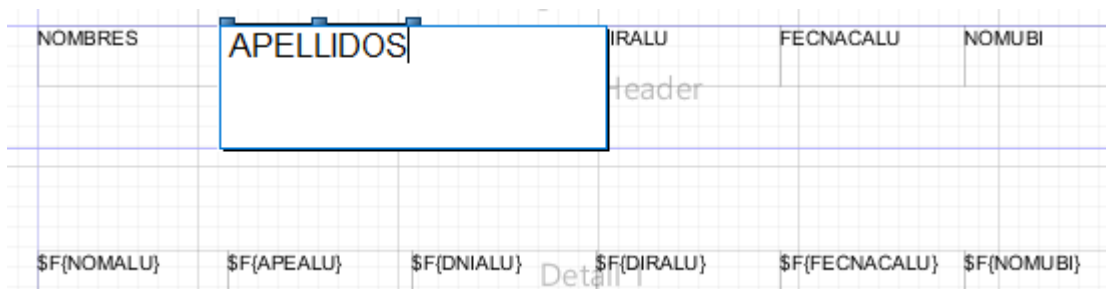 NOMBRES APELLIDOS IRALU FECNACALU NOMUBI
Header
$F{NOMALU} $F{APEALU} $F{DNIALU} $F{DIRALU} $F{FECNACALU} $F{NOMUBI}
Detail 1